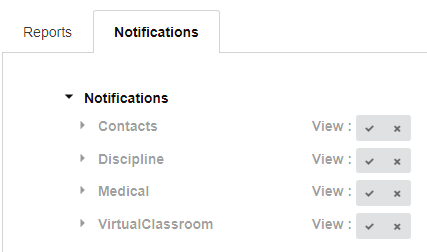 Reports Notifications
Notifications
Contacts View :
Discipline View :
Medical View :
VirtualClassroom View :